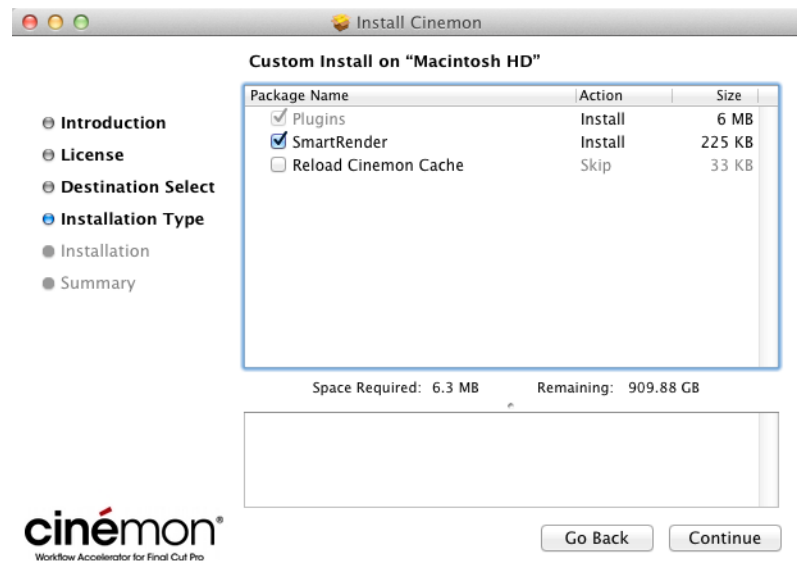 Install Cinemon
Custom Install on “Macintosh HD”
Introduction
License
Destination Select
Installation Type
Installation
Summary
Package Name Action Size
Plugins Install 6 MB
SmartRender Install 225 KB
Reload Cinemon Cache Skip 33 KB
Space Required: 6.3 MB Remaining: 909.88 GB
cinémon®
Workflow Accelerator for Final Cut Pro
Go Back Continue